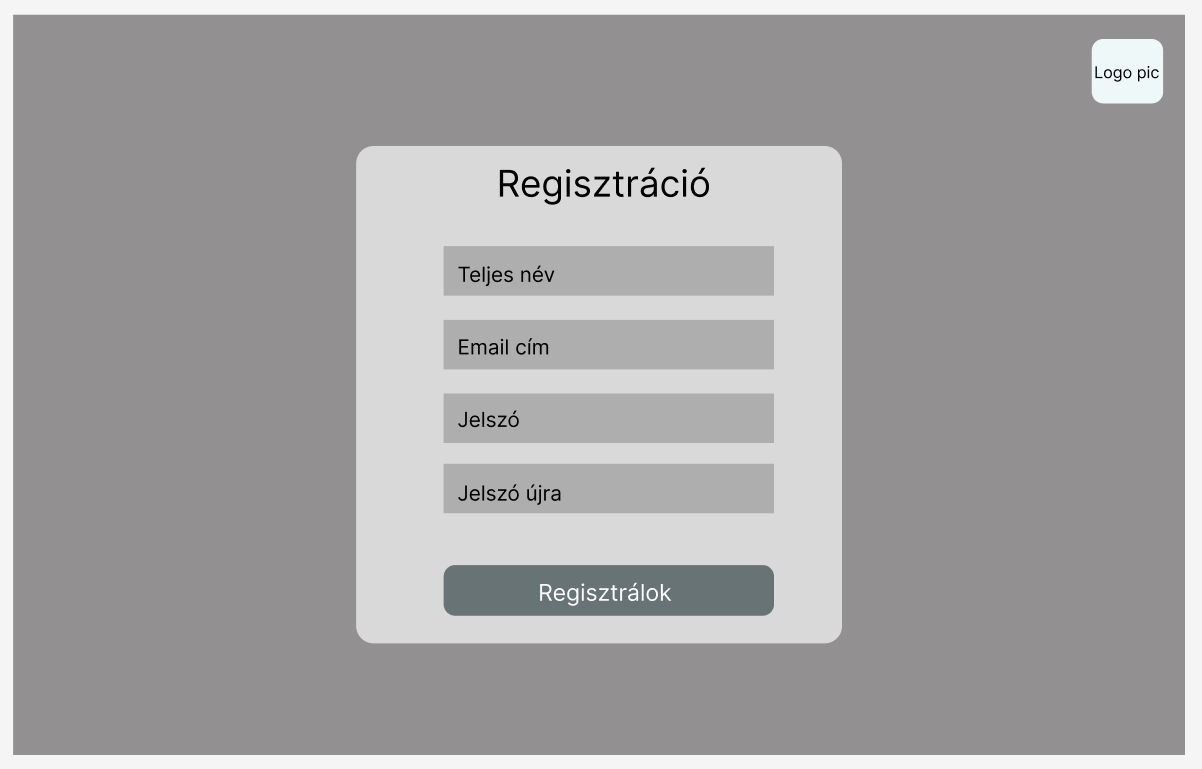 Logo pic
Regisztráció
Teljes név
Email cím
Jelszó
Jelszó újra
Regisztrálok